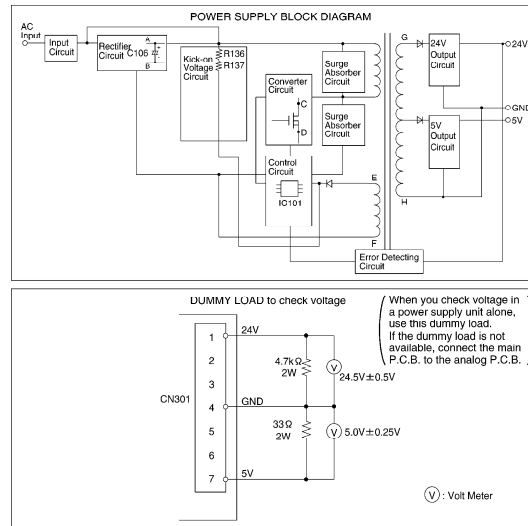 POWER SUPPLY BLOCK DIAGRAM
AC
Input
Input
Circuit
Rectifier
Circuit
C106
A
B
+
-
Kick-on
Voltage
Circuit
R136
R137
Converter
Circuit
C
D
Surge
Absorber
Circuit
Surge
Absorber
Circuit
Control
Circuit
IC101
E
F
G
H
24V
Output
Circuit
5V
Output
Circuit
24V
GND
5V
Error Detecting
Circuit
DUMMY LOAD to check voltage
When you check voltage in
a power supply unit alone,
use this dummy load.
If the dummy load is not
available, connect the main
P.C.B. to the analog P.C.B.
CN301
1
2
3
4
5
6
7
24V
GND
5V
4.7kΩ
2W
V
24.5V±0.5V
33Ω
2W
V
5.0V±0.25V
V : Volt Meter